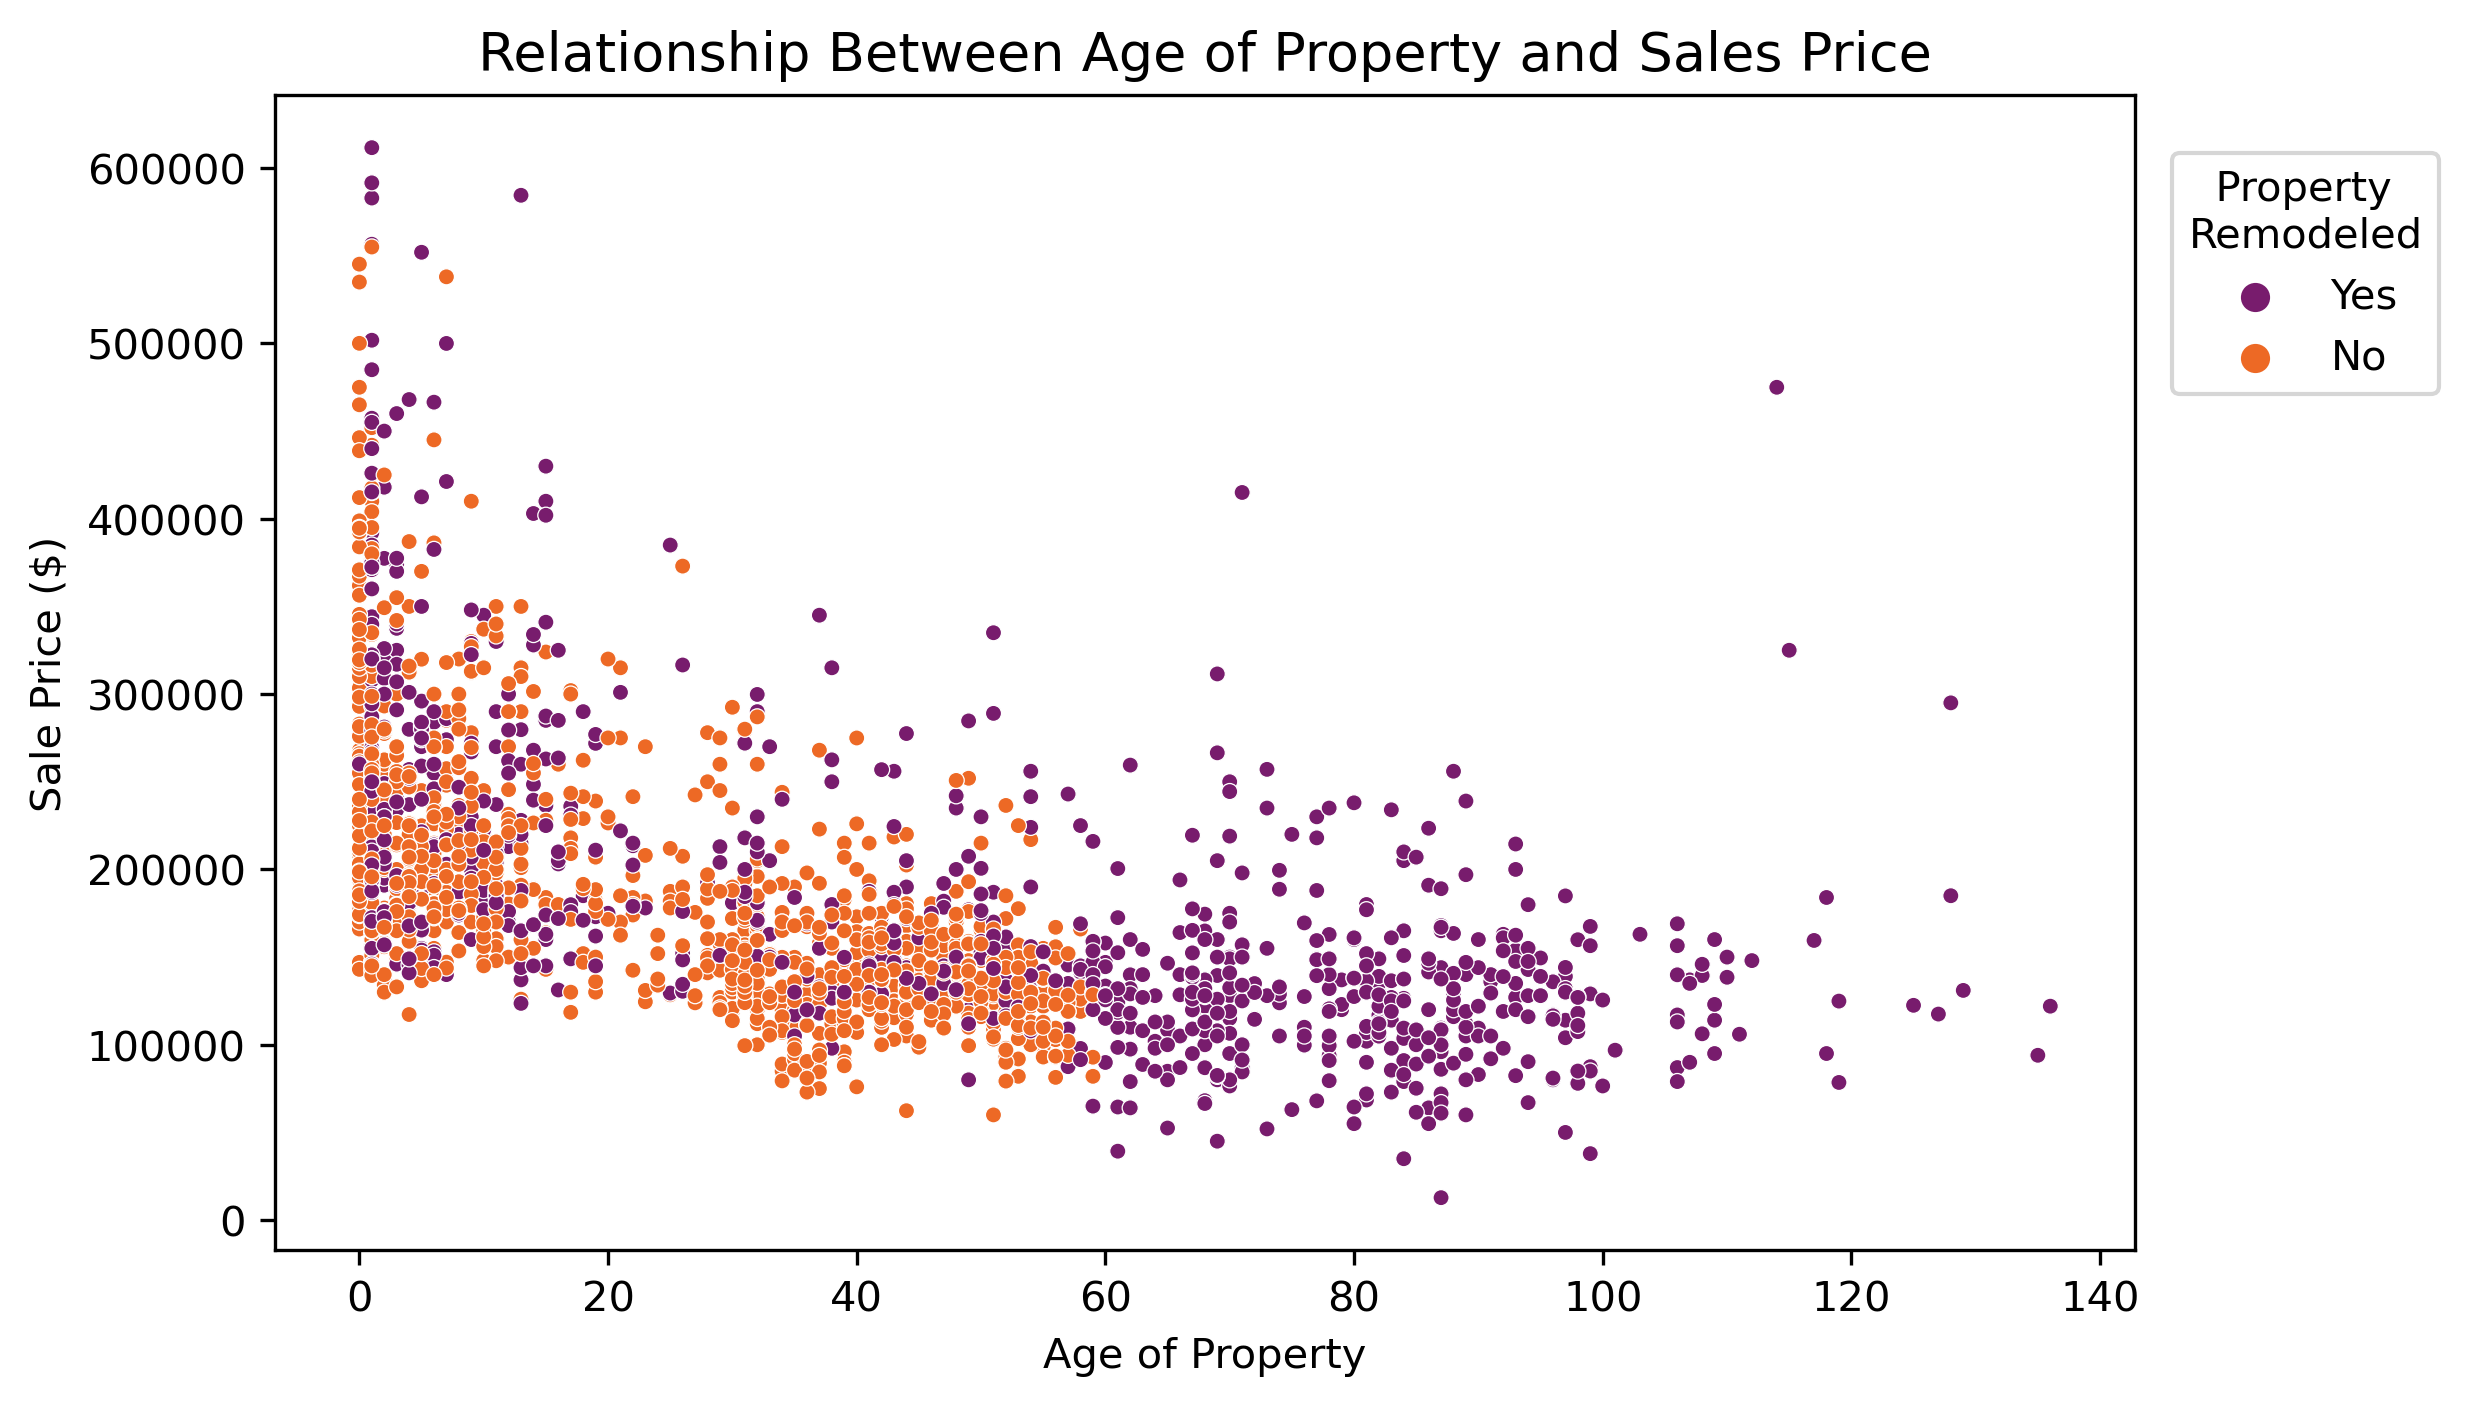 Relationship Between Age of Property and Sales Price
Sale Price ($)
600000
500000
400000
300000
200000
100000
0
0 20 40 60 80 100 120 140
Age of Property
Property
Remodeled
Yes
No